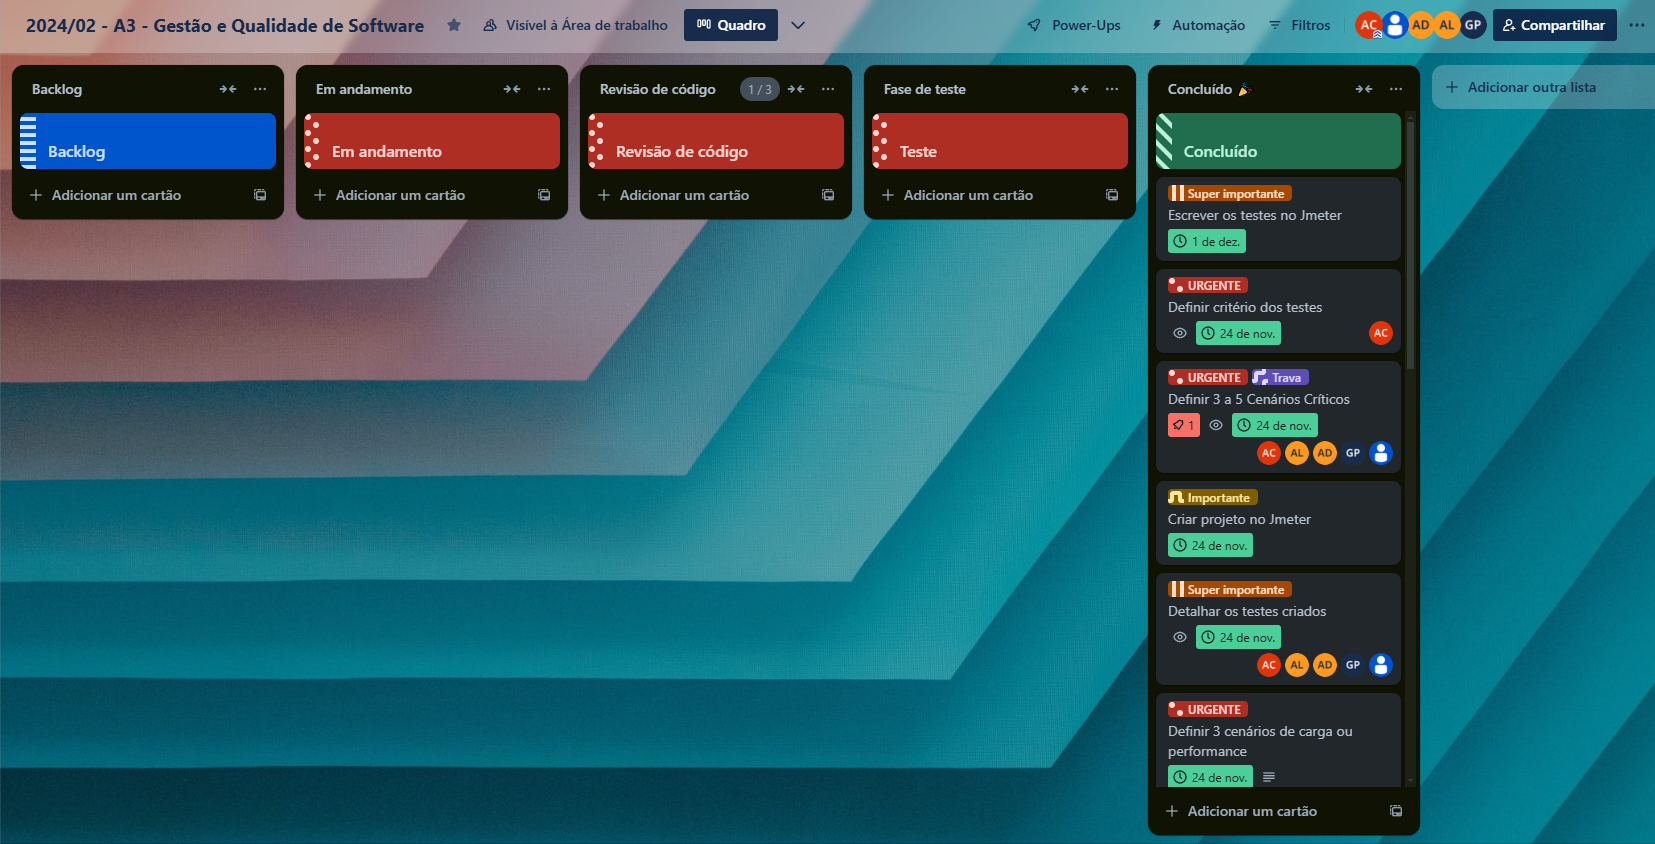 2024/02 - A3 - Gestão e Qualidade de Software
Visível à Área de trabalho
Quadro
Power-Ups
Automação
Filtros
AC
AD
AL
GP
Compartilhar
Backlog
Backlog
Adicionar um cartão
Em andamento
Em andamento
Adicionar um cartão
Revisão de código
1 / 3
Revisão de código
Adicionar um cartão
Fase de teste
Teste
Adicionar um cartão
Concluído
Concluído
Super importante
Escrever os testes no Jmeter
1 de dez.
URGENTE
Definir critério dos testes
24 de nov.
AC
URGENTE Trava
Definir 3 a 5 Cenários Críticos
1 24 de nov.
AC AL AD GP
Importante
Criar projeto no Jmeter
24 de nov.
Super importante
Detalhar os testes criados
24 de nov.
AC AL AD GP
URGENTE
Definir 3 cenários de carga ou
performance
24 de nov.
Adicionar um cartão
Adicionar outra lista